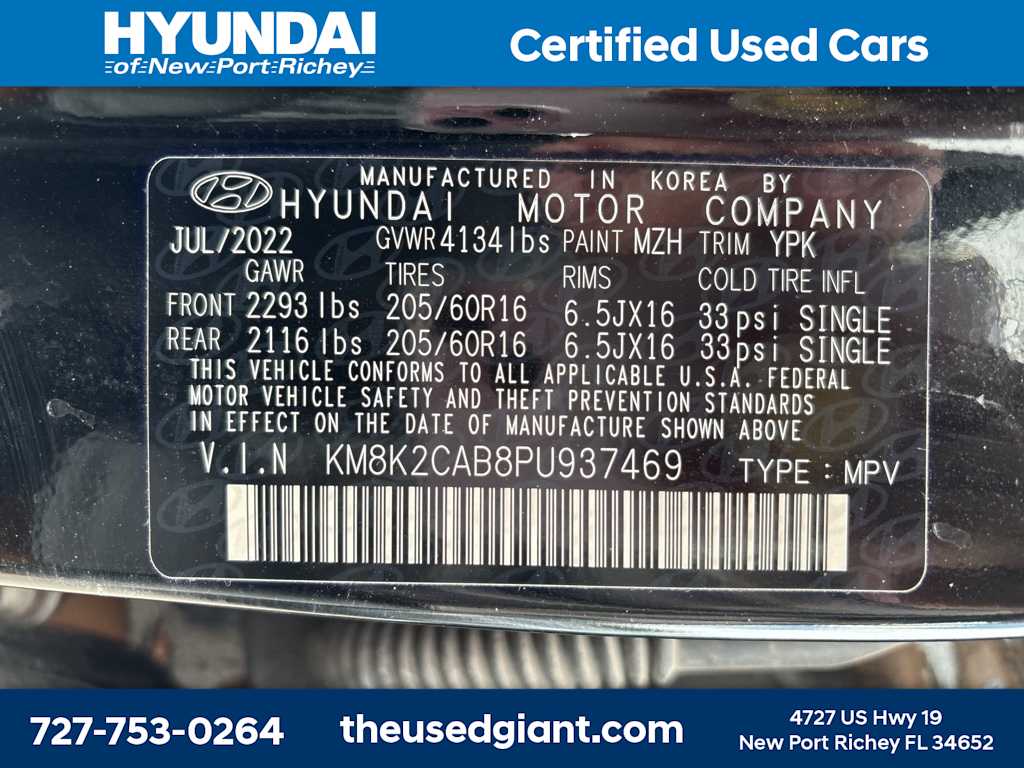 HYUNDAI
of New Port Richey
Certified Used Cars
MANUFACTURED IN KOREA BY
HYUNDAI MOTOR COMPANY
JUL/2022 GVWR 4134 lbs PAINT MZH TRIM YPK
GAWR TIRES RIMS COLD TIRE INFL
FRONT 2293 lbs 205/60R16 6.5JX16 33 psi SINGLE
REAR 2116 lbs 205/60R16 6.5JX16 33 psi SINGLE
THIS VEHICLE CONFORMS TO ALL APPLICABLE U.S.A. FEDERAL
MOTOR VEHICLE SAFETY AND THEFT PREVENTION STANDARDS
IN EFFECT ON THE DATE OF MANUFACTURE SHOWN ABOVE
V.I.N KM8K2CAB8PU937469 TYPE : MPV
727-753-0264
theusedgiant.com
4727 US Hwy 19
New Port Richey FL 34652